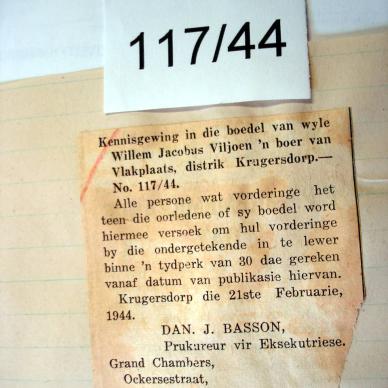 117/44
Kennisgewing in die boedel van wyle
Willem Jacobus Viljoen 'n boer van
Vlakplaats, distrik Krugersdorp.—
No. 117/44.
Alle persone wat vorderinge het
teen die oorledene of sy boedel word
hiermee versoek om hul vorderinge
by die ondergetekende in te lewer
binne 'n tydperk van 30 dae gereken
vanaf datum van publikasie hiervan.
Krugersdorp die 21ste Februarie,
1944.
DAN. J. BASSON,
Prukureur vir Eksekutriese.
Grand Chambers,
Ockersestraat,